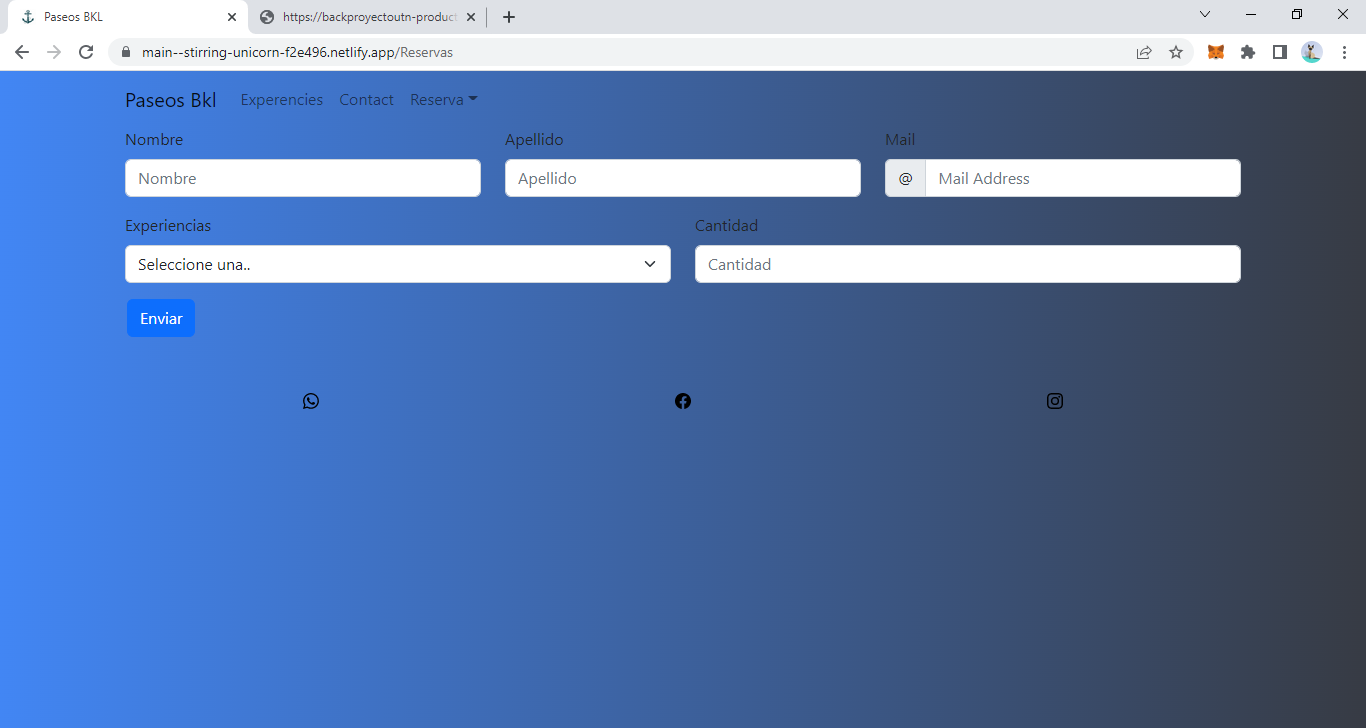 Paseos BKL
https://backproyectoutn-product
main--stirring-unicorn-f2e496.netlify.app/Reservas
Paseos Bkl Experencies Contact Reserva
Nombre Apellido Mail
Nombre Apellido @ Mail Address
Experiencias Cantidad
Seleccione una.. Cantidad
Enviar